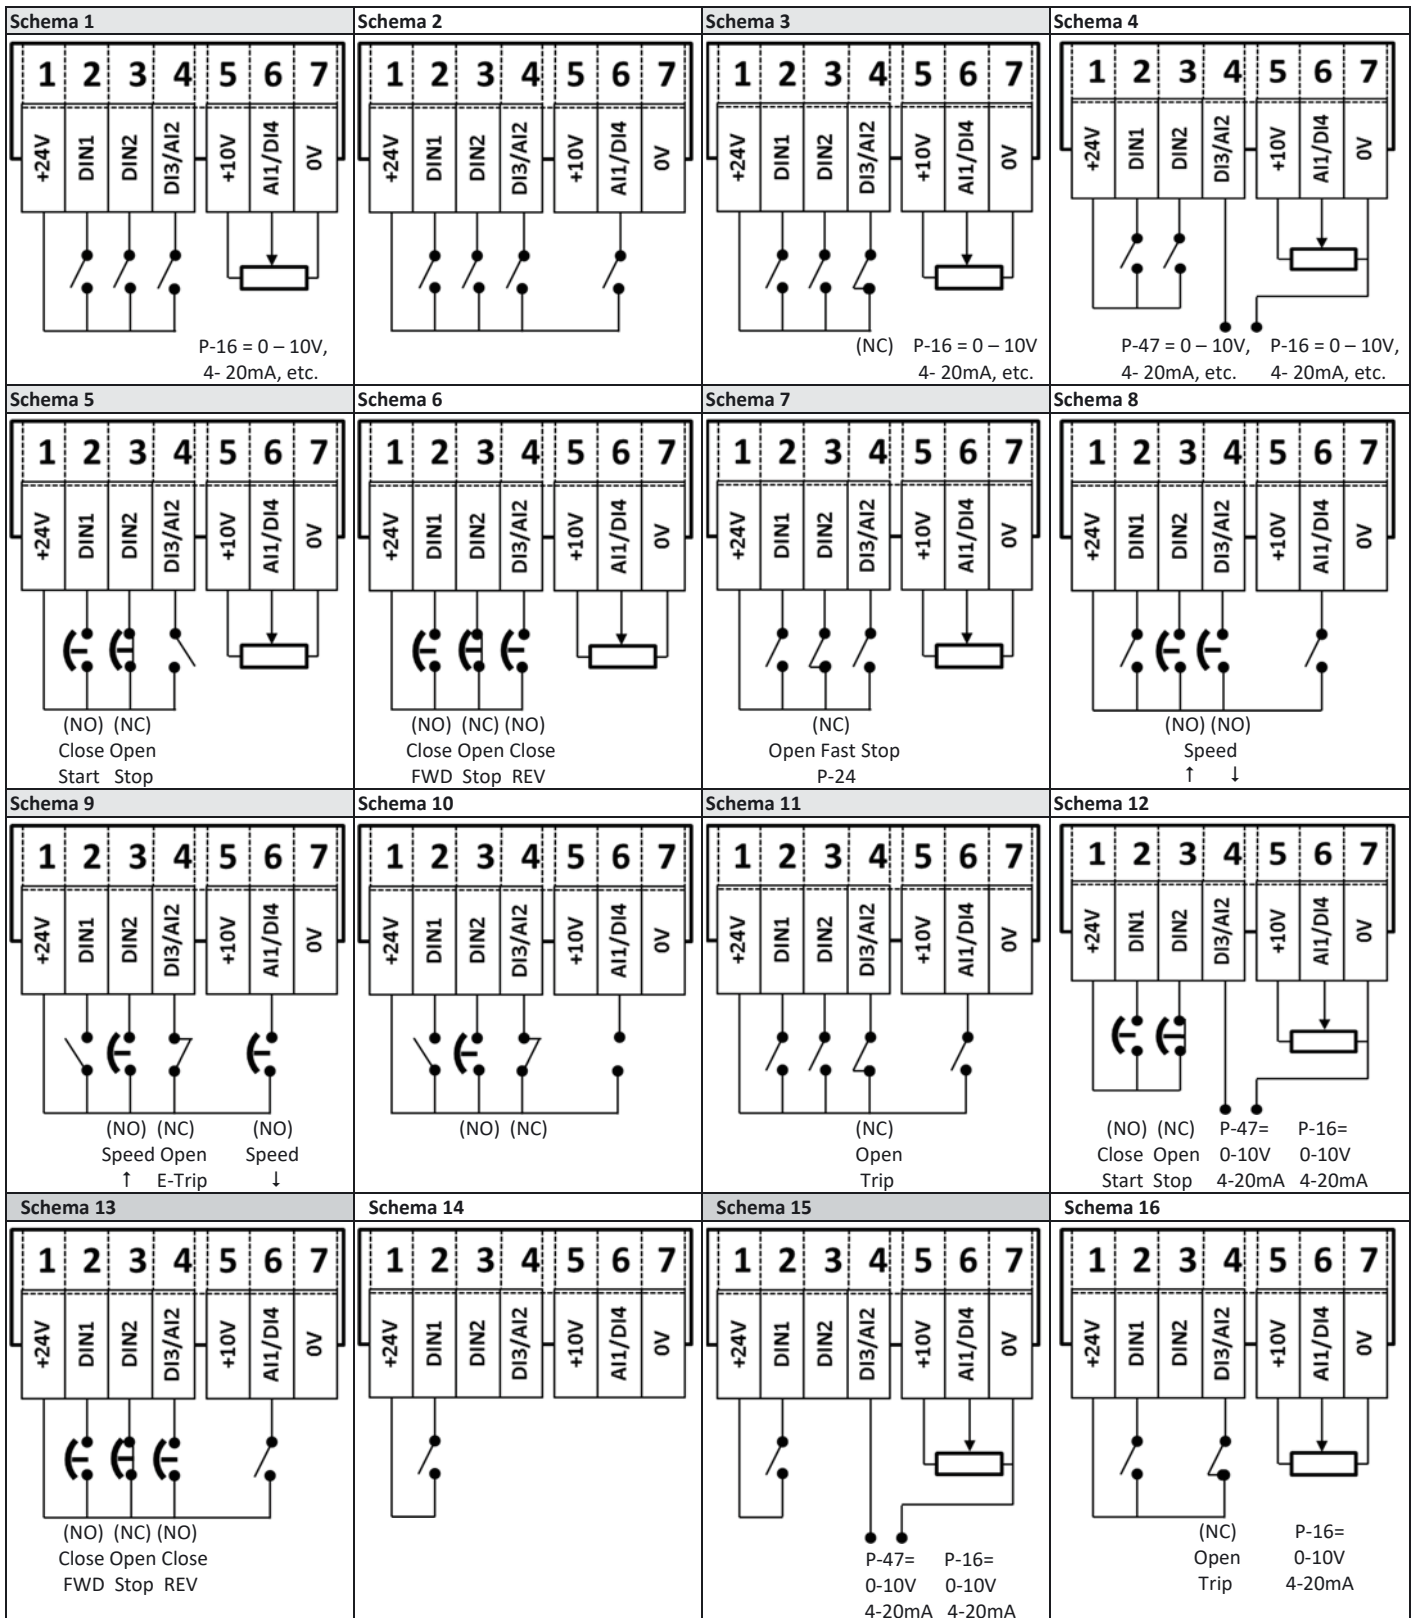 Schema 1
1 2 3 4 5 6 7
+24V DIN1 DIN2 DI3/AI2 +10V AI1/DI4 0V
P-16 = 0 – 10V,
4- 20mA, etc.
Schema 2
1 2 3 4 5 6 7
+24V DIN1 DIN2 DI3/AI2 +10V AI1/DI4 0V
Schema 3
1 2 3 4 5 6 7
+24V DIN1 DIN2 DI3/AI2 +10V AI1/DI4 0V
(NC) P-16 = 0 – 10V
4- 20mA, etc.
Schema 4
1 2 3 4 5 6 7
+24V DIN1 DIN2 DI3/AI2 +10V AI1/DI4 0V
P-47 = 0 – 10V, P-16 = 0 – 10V,
4- 20mA, etc. 4- 20mA, etc.
Schema 5
1 2 3 4 5 6 7
+24V DIN1 DIN2 DI3/AI2 +10V AI1/DI4 0V
(NO) (NC)
Close Open
Start Stop
Schema 6
1 2 3 4 5 6 7
+24V DIN1 DIN2 DI3/AI2 +10V AI1/DI4 0V
(NO) (NC) (NO)
Close Open Close
FWD Stop REV
Schema 7
1 2 3 4 5 6 7
+24V DIN1 DIN2 DI3/AI2 +10V AI1/DI4 0V
(NC)
Open Fast Stop
P-24
Schema 8
1 2 3 4 5 6 7
+24V DIN1 DIN2 DI3/AI2 +10V AI1/DI4 0V
(NO) (NO)
Speed
↑ ↓
Schema 9
1 2 3 4 5 6 7
+24V DIN1 DIN2 DI3/AI2 +10V AI1/DI4 0V
(NO) (NC) (NO)
Speed Open Speed
↑ E-Trip ↓
Schema 10
1 2 3 4 5 6 7
+24V DIN1 DIN2 DI3/AI2 +10V AI1/DI4 0V
(NO) (NC)
Schema 11
1 2 3 4 5 6 7
+24V DIN1 DIN2 DI3/AI2 +10V AI1/DI4 0V
(NC)
Open
Trip
Schema 12
1 2 3 4 5 6 7
+24V DIN1 DIN2 DI3/AI2 +10V AI1/DI4 0V
(NO) (NC) P-47= P-16=
Close Open 0-10V 0-10V
Start Stop 4-20mA 4-20mA
Schema 13
1 2 3 4 5 6 7
+24V DIN1 DIN2 DI3/AI2 +10V AI1/DI4 0V
(NO) (NC) (NO)
Close Open Close
FWD Stop REV
Schema 14
1 2 3 4 5 6 7
+24V DIN1 DIN2 DI3/AI2 +10V AI1/DI4 0V
Schema 15
1 2 3 4 5 6 7
+24V DIN1 DIN2 DI3/AI2 +10V AI1/DI4 0V
P-47= P-16=
0-10V 0-10V
4-20mA 4-20mA
Schema 16
1 2 3 4 5 6 7
+24V DIN1 DIN2 DI3/AI2 +10V AI1/DI4 0V
(NC) P-16=
Open 0-10V
Trip 4-20mA